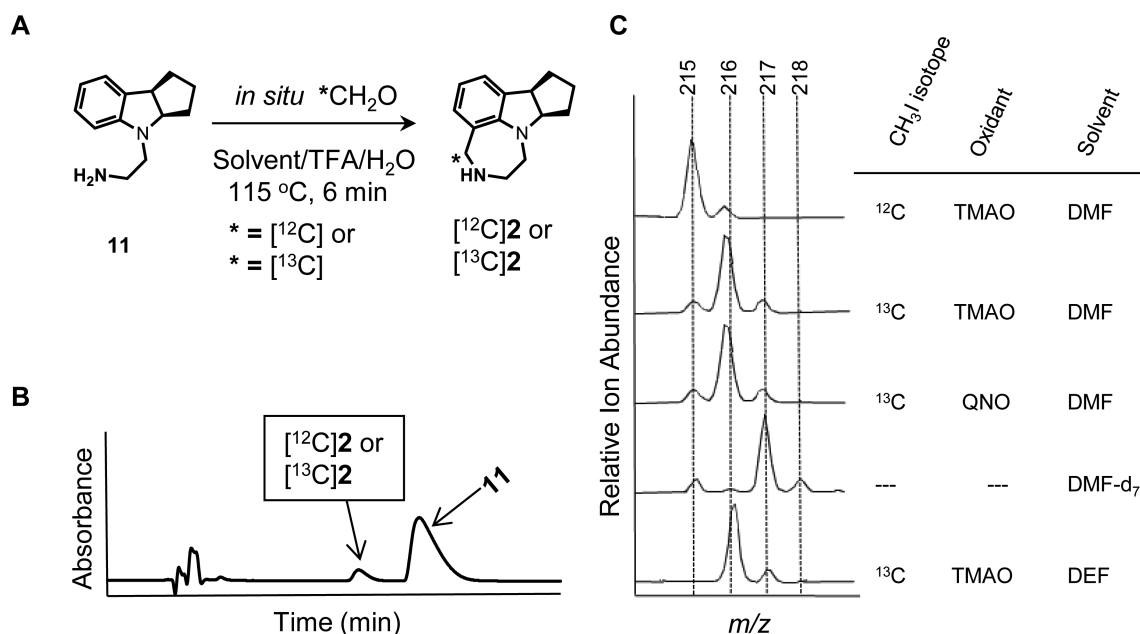 A
N
H₂N
11
in situ *CH₂O
Solvent/TFA/H₂O
115 °C, 6 min
* = [¹²C] or
* = [¹³C]
N
*
HN
[¹²C]2 or
[¹³C]2
B
Absorbance
[¹²C]2 or
[¹³C]2
11
Time (min)
C
Relative Ion Abundance
215
216
217
218
m/z
CH₃I isotope Oxidant Solvent
¹²C TMAO DMF
¹³C TMAO DMF
¹³C QNO DMF
--- --- DMF-d₇
¹³C TMAO DEF